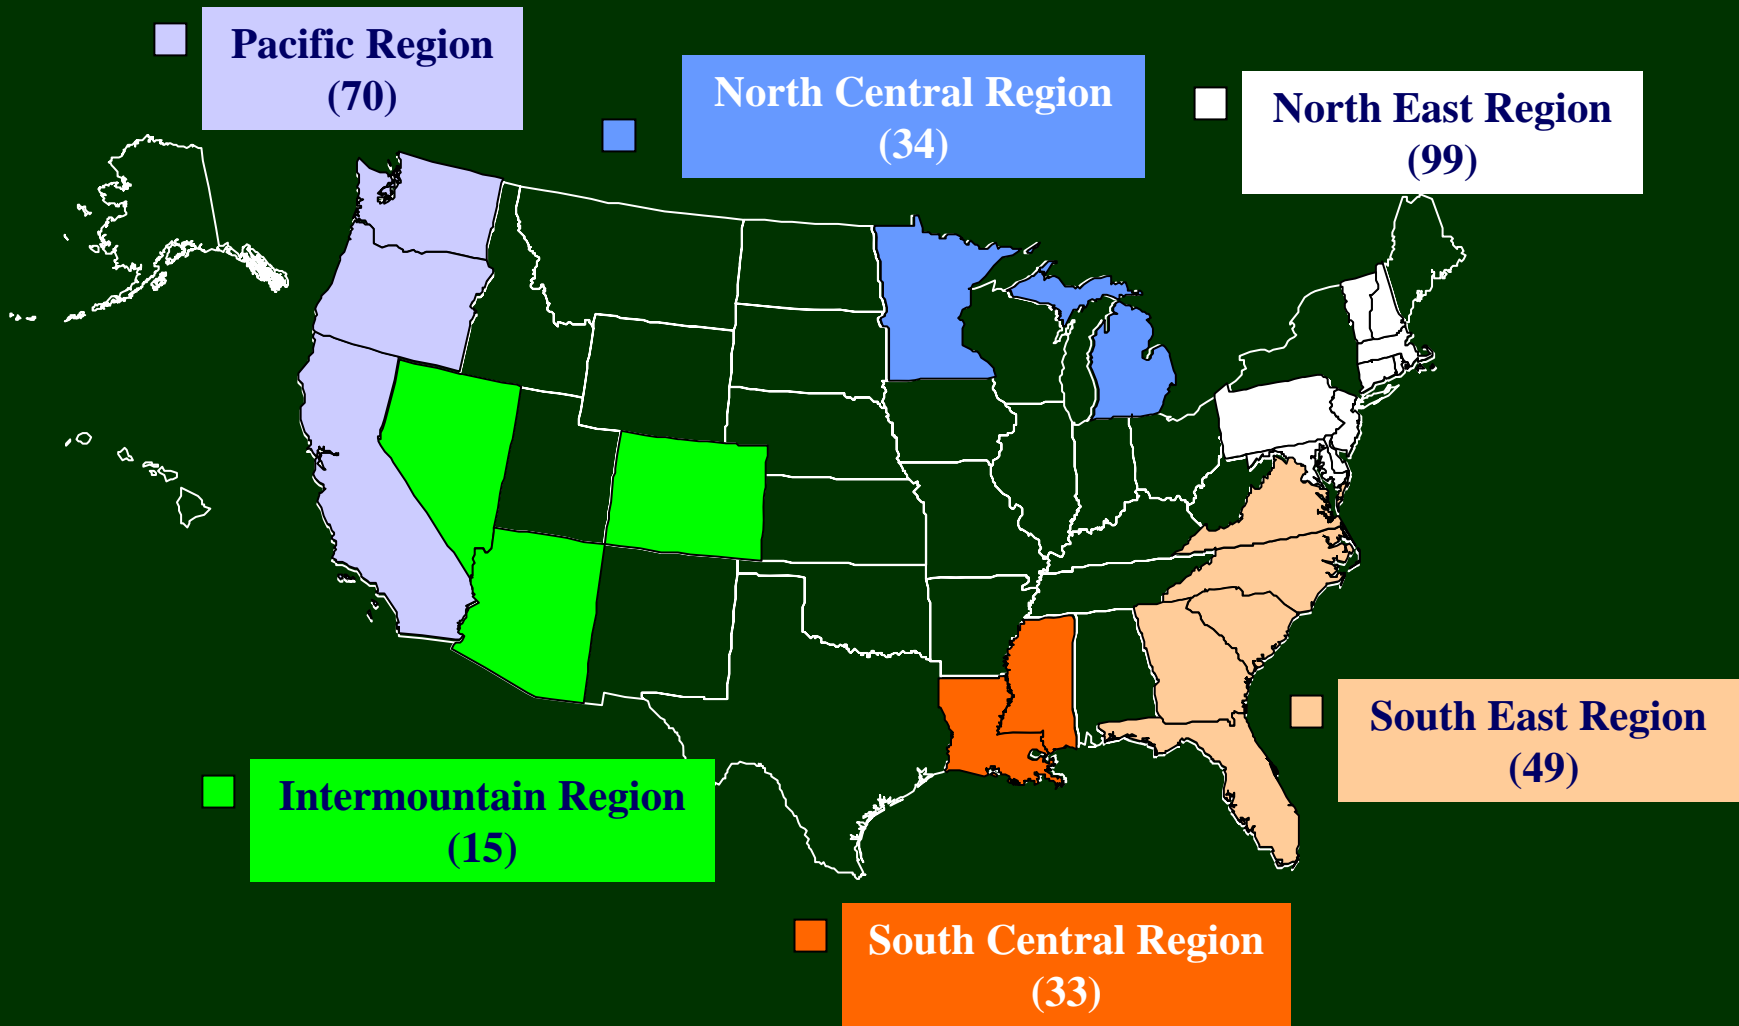 Pacific Region
(70)
North Central Region
(34)
North East Region
(99)
South East Region
(49)
Intermountain Region
(15)
South Central Region
(33)